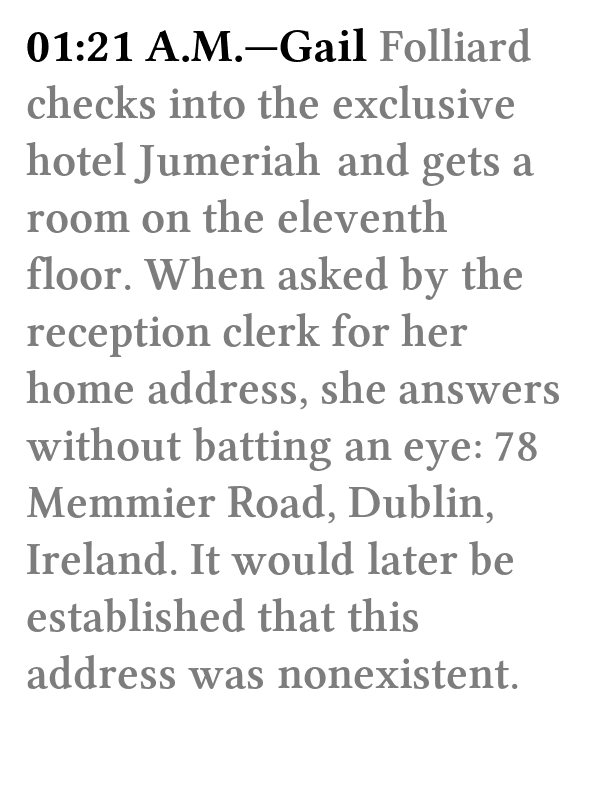 01:21 A.M.—Gail Folliard
checks into the exclusive
hotel Jumeriah and gets a
room on the eleventh
floor. When asked by the
reception clerk for her
home address, she answers
without batting an eye: 78
Memmier Road, Dublin,
Ireland. It would later be
established that this
address was nonexistent.